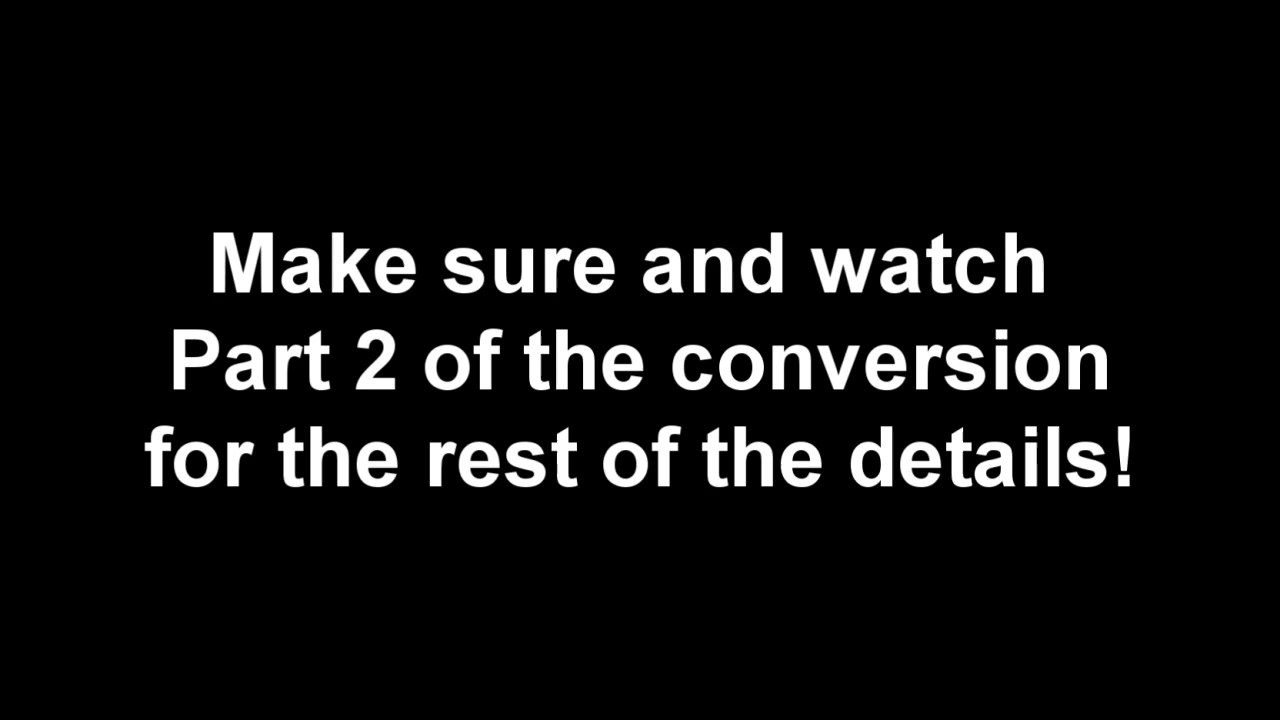 Make sure and watch
Part 2 of the conversion
for the rest of the details!